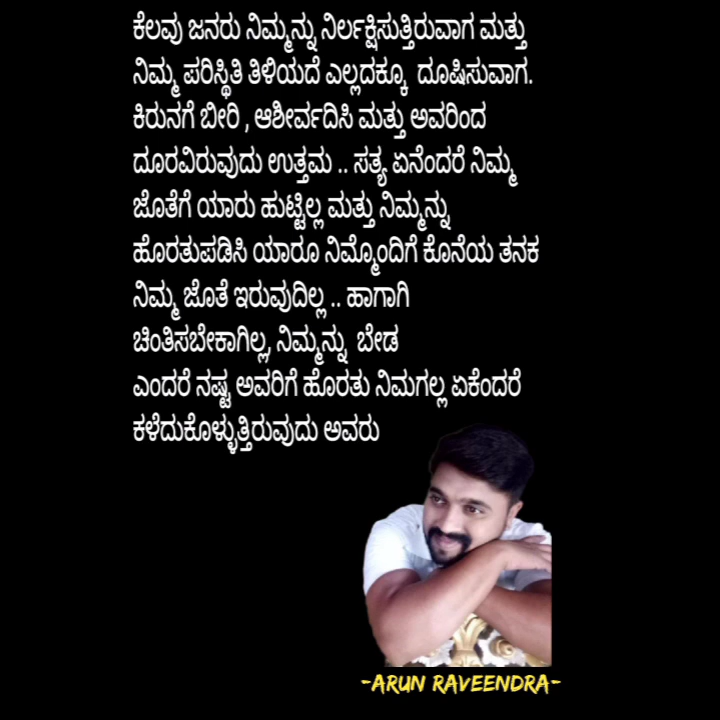 ಕೆಲವು ಜನರು ನಿಮ್ಮನ್ನು ನಿರ್ಲಕ್ಷಿಸುತ್ತಿರುವಾಗ ಮತ್ತು
ನಿಮ್ಮ ಪರಿಸ್ಥಿತಿ ತಿಳಿಯದೆ ಎಲ್ಲದಕ್ಕೂ ದೂಷಿಸುವಾಗ.
ಕಿರುನಗೆ ಬೀರಿ , ಆಶೀರ್ವದಿಸಿ ಮತ್ತು ಅವರಿಂದ
ದೂರವಿರುವುದು ಉತ್ತಮ .. ಸತ್ಯ ಏನೆಂದರೆ ನಿಮ್ಮ
ಜೊತೆಗೆ ಯಾರು ಹುಟ್ಟಿಲ್ಲ ಮತ್ತು ನಿಮ್ಮನ್ನು
ಹೊರತುಪಡಿಸಿ ಯಾರೂ ನಿಮ್ಮೊಂದಿಗೆ ಕೊನೆಯ ತನಕ
ನಿಮ್ಮ ಜೊತೆ ಇರುವುದಿಲ್ಲ .. ಹಾಗಾಗಿ
ಚಿಂತಿಸಬೇಕಾಗಿಲ್ಲ, ನಿಮ್ಮನ್ನು ಬೇಡ
ಎಂದರೆ ನಷ್ಟ ಅವರಿಗೆ ಹೊರತು ನಿಮಗಲ್ಲ ಏಕೆಂದರೆ
ಕಳೆದುಕೊಳ್ಳುತ್ತಿರುವುದು ಅವರು
-ARUN RAVEENDRA-